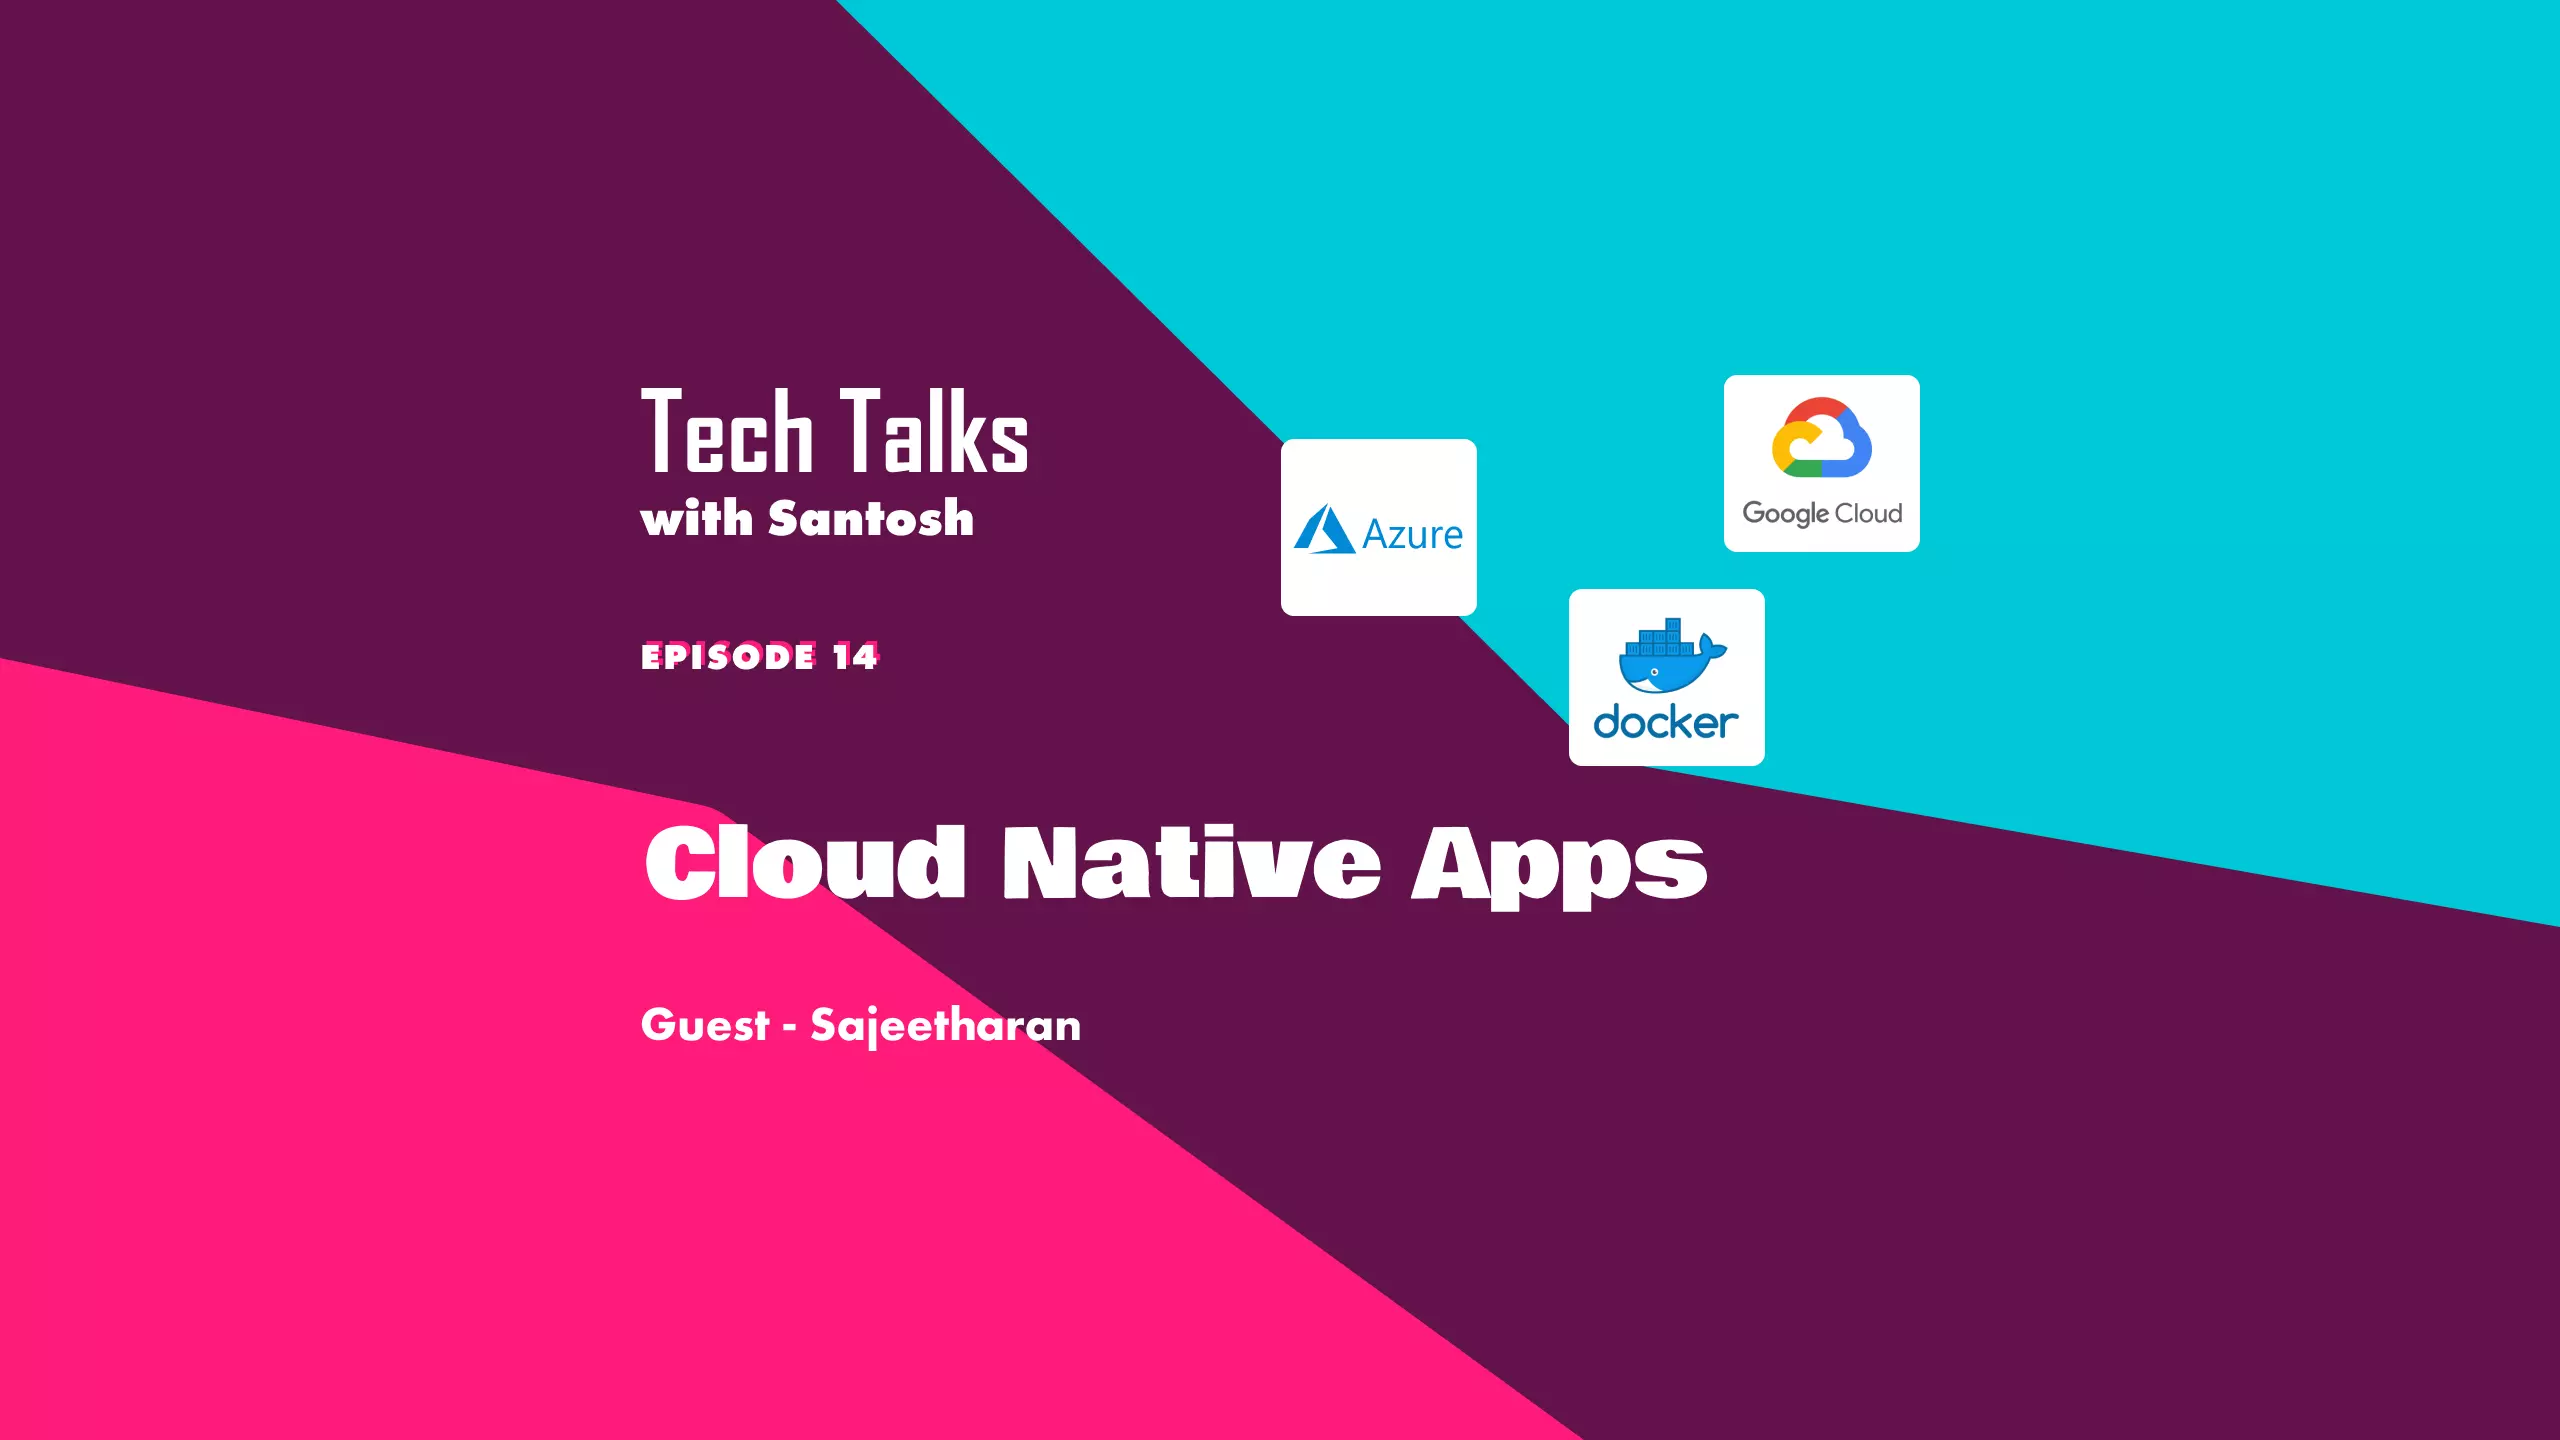 Tech Talks
with Santosh
EPISODE 14
Azure
Google Cloud
docker
Cloud Native Apps
Guest - Sajeetharan